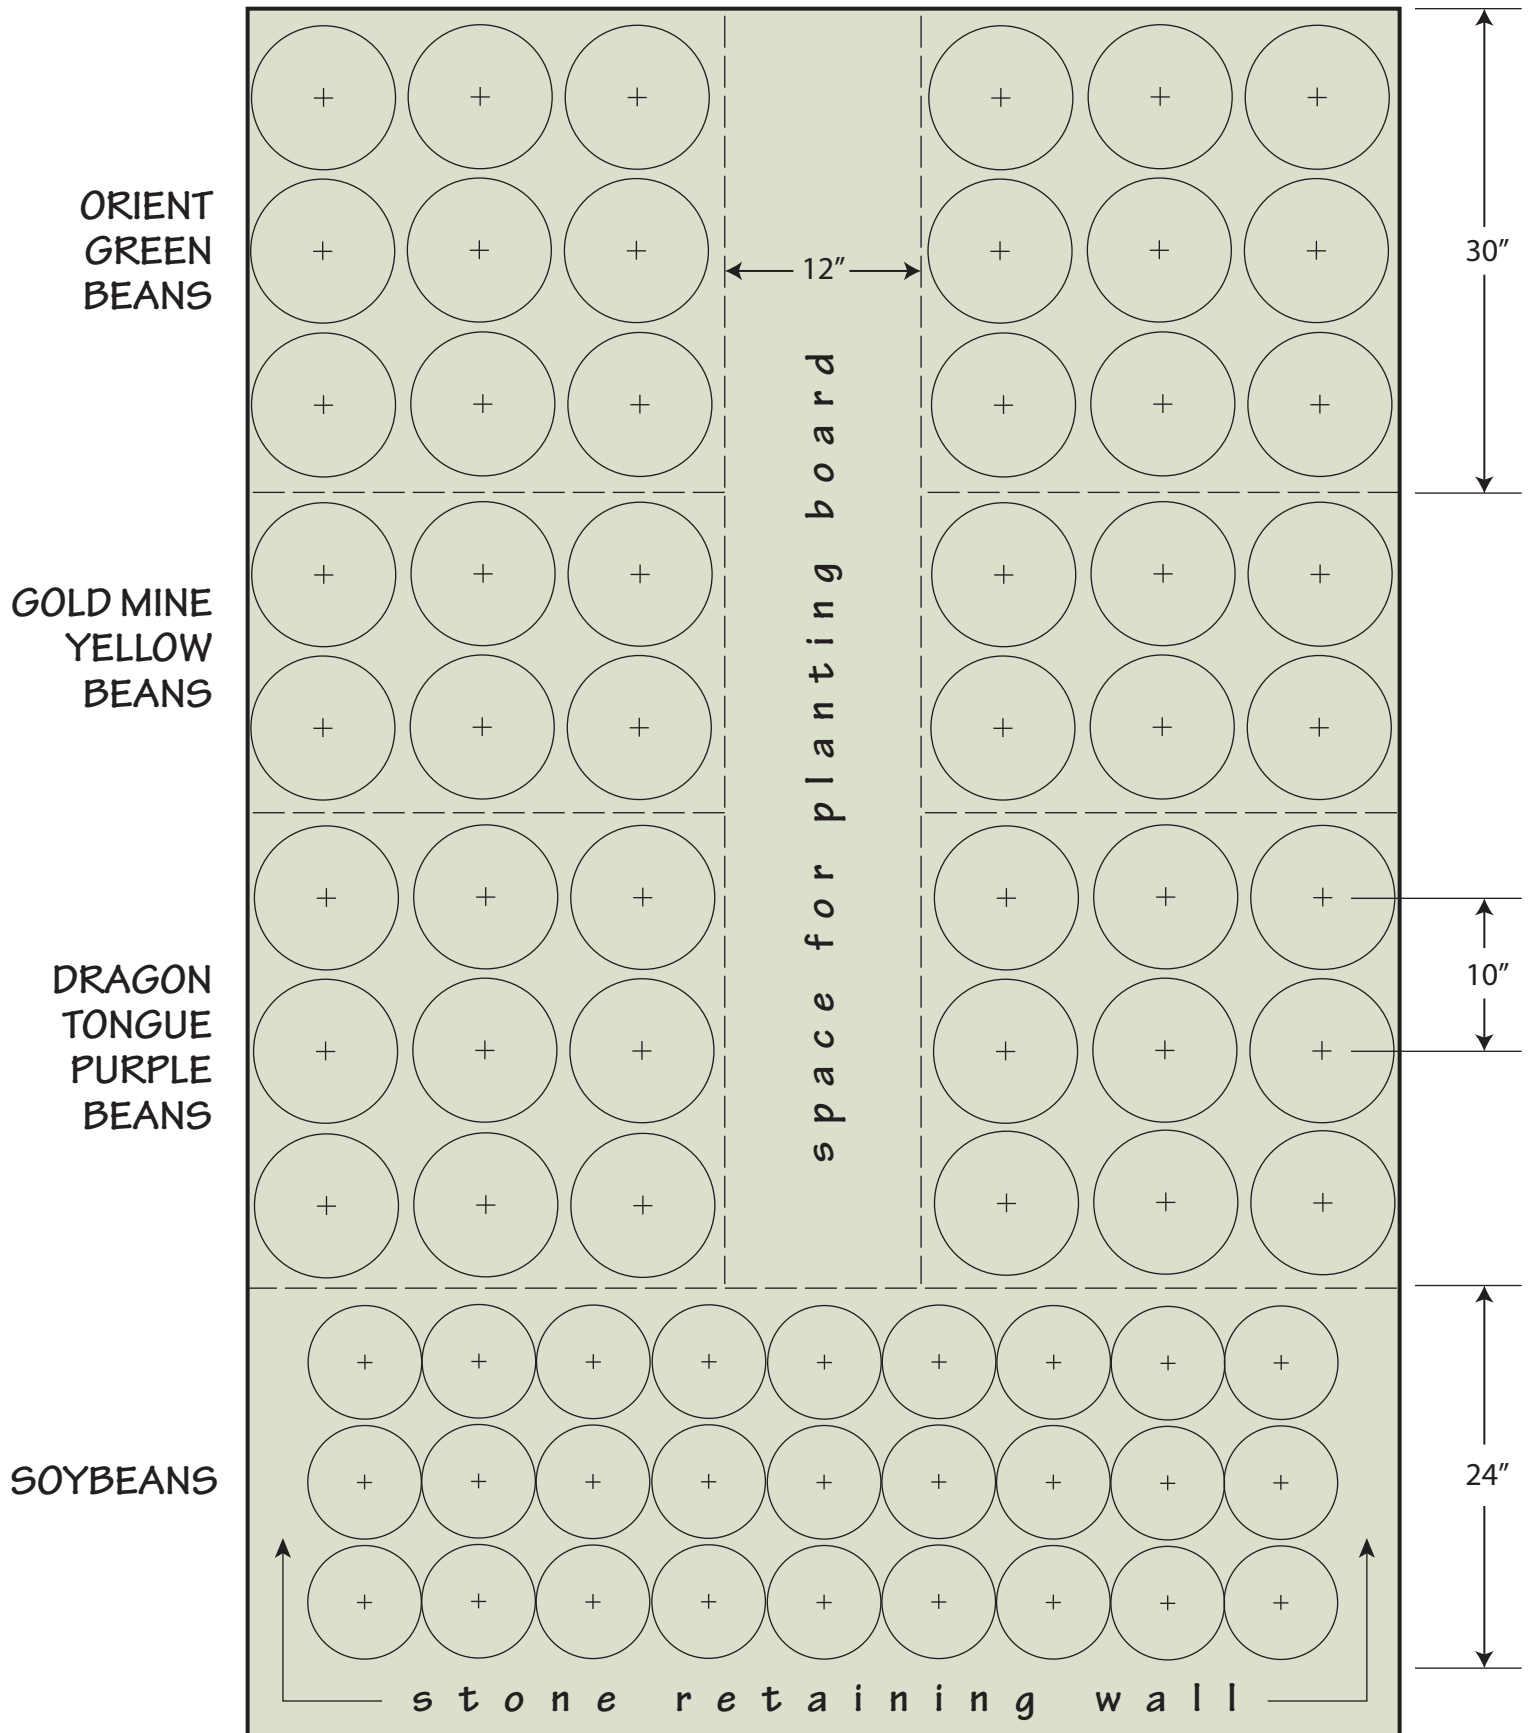 ORIENT
GREEN
BEANS
30”
12”
space for planting board
GOLD MINE
YELLOW
BEANS
DRAGON
TONGUE
PURPLE
BEANS
10”
SOYBEANS
24”
stone retaining wall